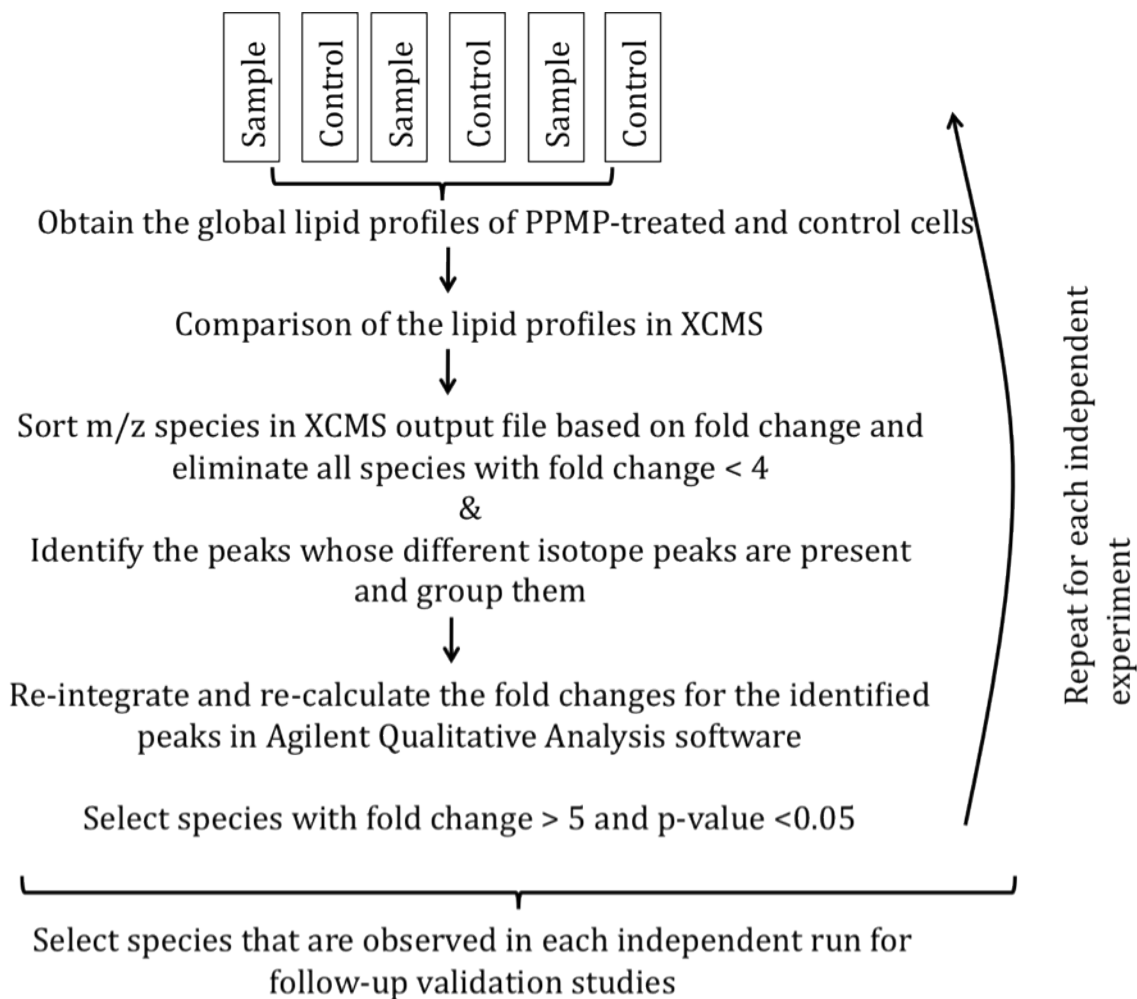 Sample
Control
Sample
Control
Sample
Control
Obtain the global lipid profiles of PPMP-treated and control cells
Comparison of the lipid profiles in XCMS
Sort m/z species in XCMS output file based on fold change and
eliminate all species with fold change < 4
&
Identify the peaks whose different isotope peaks are present
and group them
Re-integrate and re-calculate the fold changes for the identified
peaks in Agilent Qualitative Analysis software
Select species with fold change > 5 and p-value <0.05
Select species that are observed in each independent run for
follow-up validation studies
Repeat for each independent
experiment